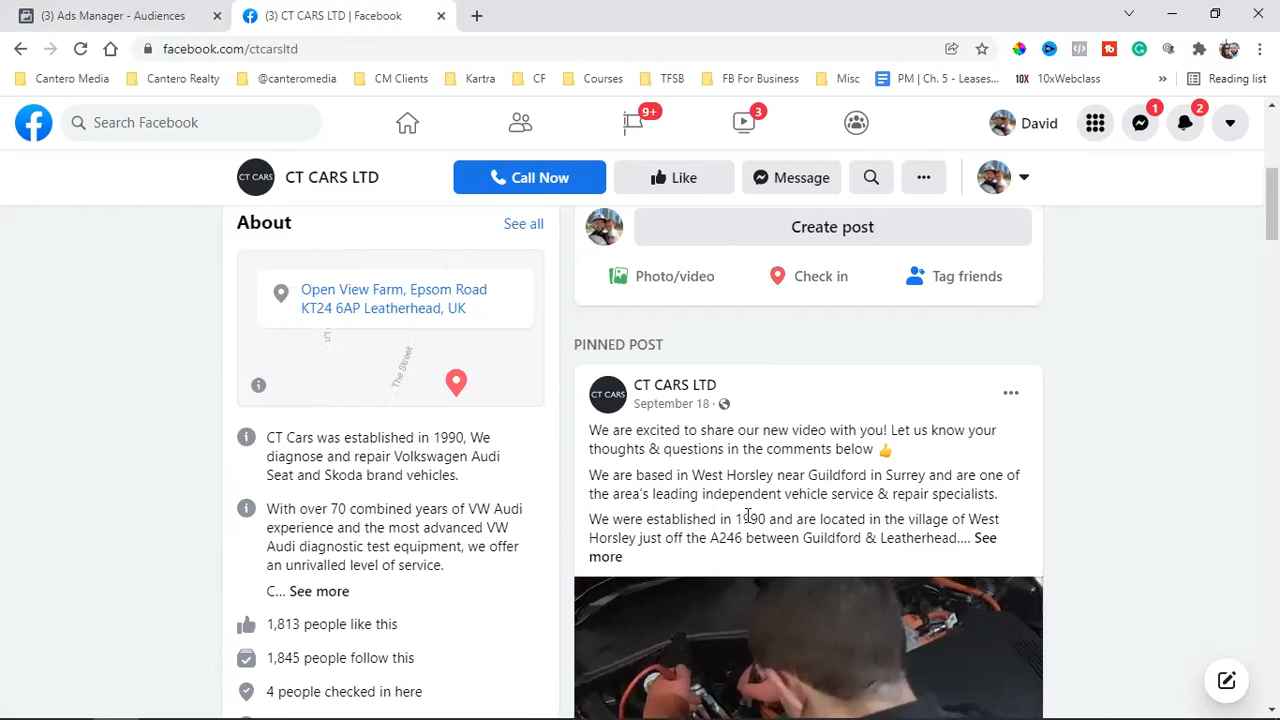 (3) Ads Manager - Audiences
(3) CT CARS LTD | Facebook
facebook.com/ctcarsltd
Cantero Media
Cantero Realty
@canteromedia
CM Clients
Kartra
CF
Courses
TFSB
FB For Business
Misc
PM | Ch. 5 - Leases...
10X 10xWebclass
Reading list
Search Facebook
9+
3
David
1
2
CT CARS
CT CARS LTD
Call Now
Like
Message
About
See all
Open View Farm, Epsom Road
KT24 6AP Leatherhead, UK
The Street
CT Cars was established in 1990, We
diagnose and repair Volkswagen Audi
Seat and Skoda brand vehicles.
With over 70 combined years of VW Audi
experience and the most advanced VW
Audi diagnostic test equipment, we offer
an unrivalled level of service.
C... See more
1,813 people like this
1,845 people follow this
4 people checked in here
Create post
Photo/video
Check in
Tag friends
PINNED POST
CT CARS
CT CARS LTD
September 18 ·
We are excited to share our new video with you! Let us know your
thoughts & questions in the comments below 👍
We are based in West Horsley near Guildford in Surrey and are one of
the area's leading independent vehicle service & repair specialists.
We were established in 1990 and are located in the village of West
Horsley just off the A246 between Guildford & Leatherhead.... See
more